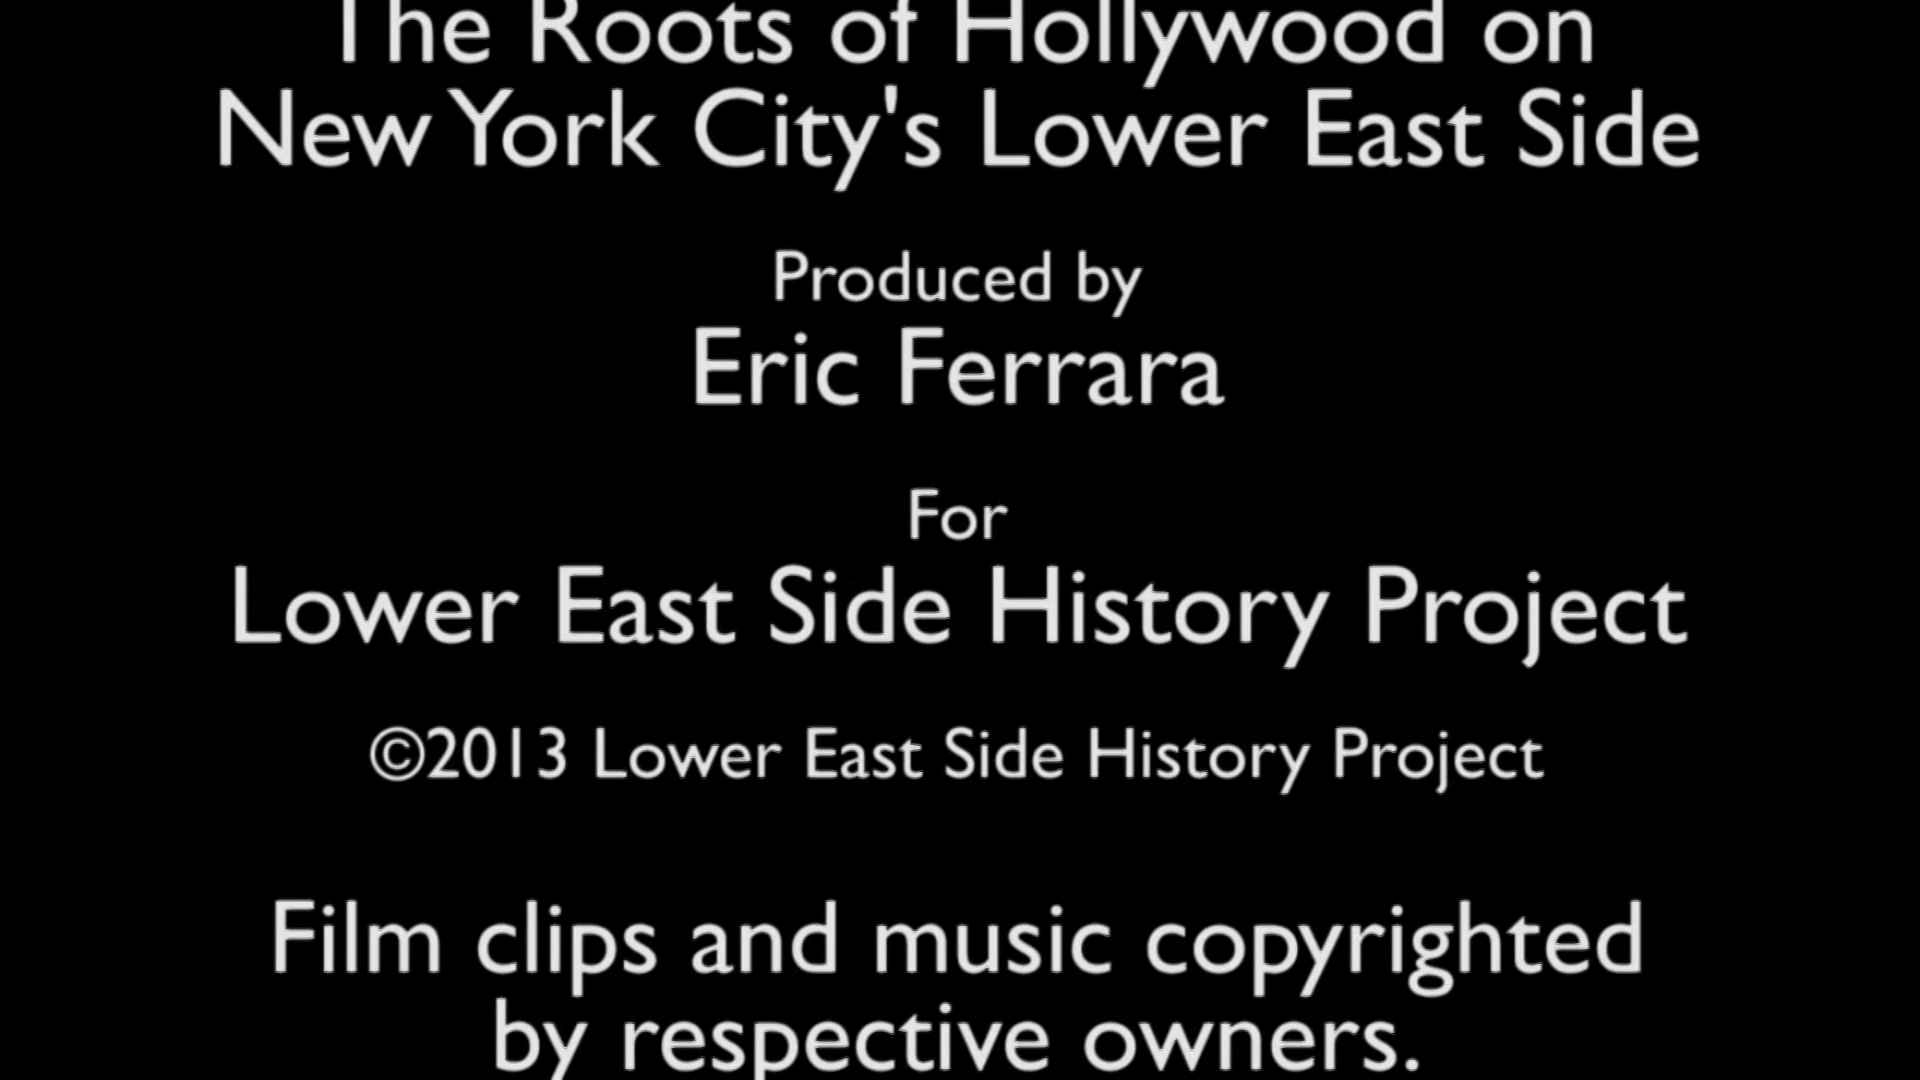 The Roots of Hollywood on
New York City's Lower East Side
Produced by
Eric Ferrara
For
Lower East Side History Project
©2013 Lower East Side History Project
Film clips and music copyrighted
by respective owners.